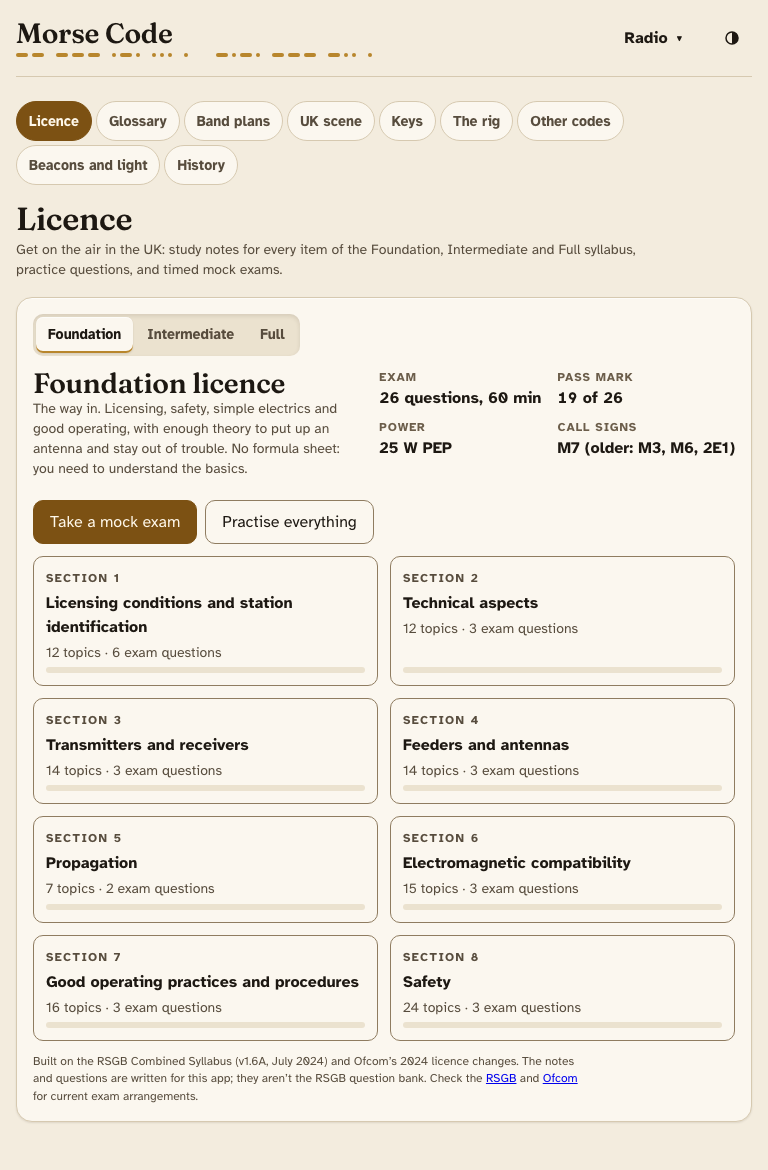 Morse Code
Radio ▾
Licence
Glossary
Band plans
UK scene
Keys
The rig
Other codes
Beacons and light
History
Licence
Get on the air in the UK: study notes for every item of the Foundation, Intermediate and Full syllabus,
practice questions, and timed mock exams.
Foundation
Intermediate
Full
Foundation licence
The way in. Licensing, safety, simple electrics and
good operating, with enough theory to put up an
antenna and stay out of trouble. No formula sheet:
you need to understand the basics.
EXAM
26 questions, 60 min
PASS MARK
19 of 26
POWER
25 W PEP
CALL SIGNS
M7 (older: M3, M6, 2E1)
Take a mock exam
Practise everything
SECTION 1
Licensing conditions and station
identification
12 topics · 6 exam questions
SECTION 2
Technical aspects
12 topics · 3 exam questions
SECTION 3
Transmitters and receivers
14 topics · 3 exam questions
SECTION 4
Feeders and antennas
14 topics · 3 exam questions
SECTION 5
Propagation
7 topics · 2 exam questions
SECTION 6
Electromagnetic compatibility
15 topics · 3 exam questions
SECTION 7
Good operating practices and procedures
16 topics · 3 exam questions
SECTION 8
Safety
24 topics · 3 exam questions
Built on the RSGB Combined Syllabus (v1.6A, July 2024) and Ofcom's 2024 licence changes. The notes
and questions are written for this app; they aren't the RSGB question bank. Check the RSGB and Ofcom
for current exam arrangements.